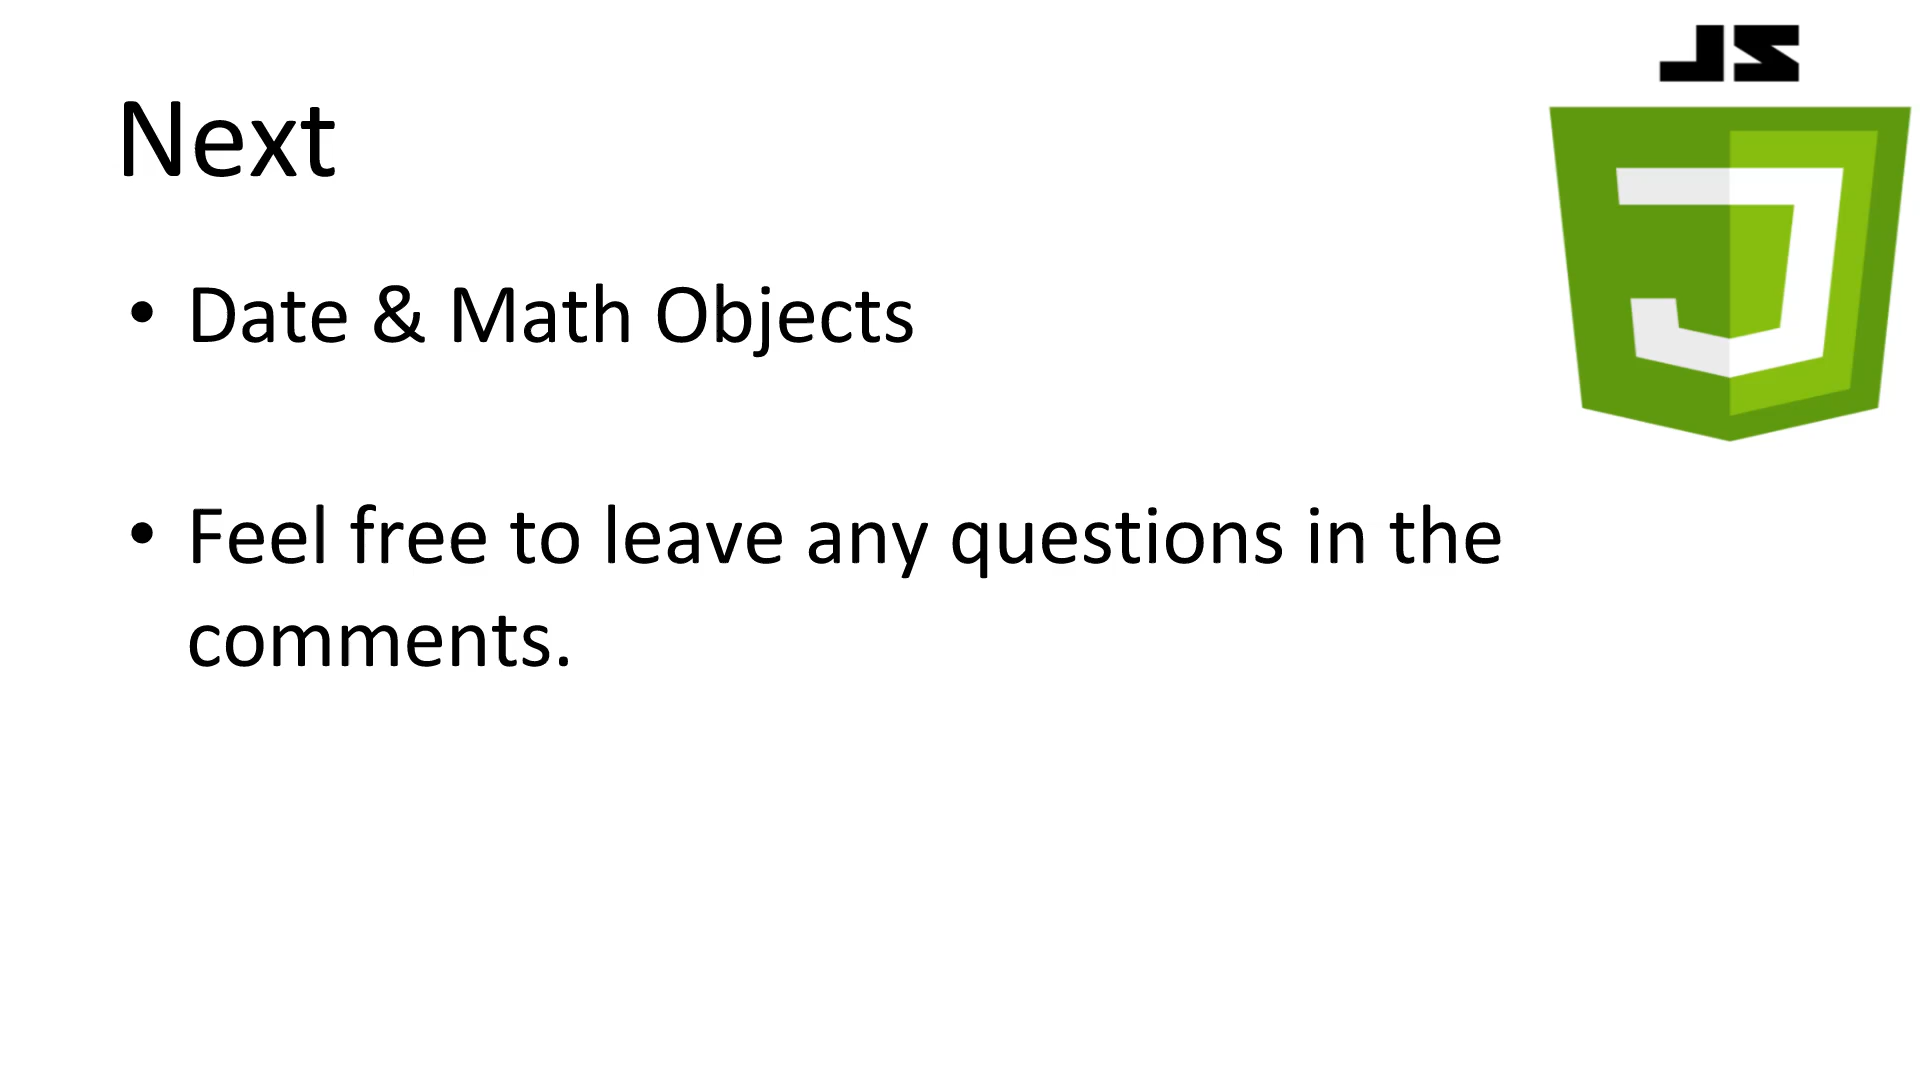 JS
Next
• Date & Math Objects
• Feel free to leave any questions in the
comments.